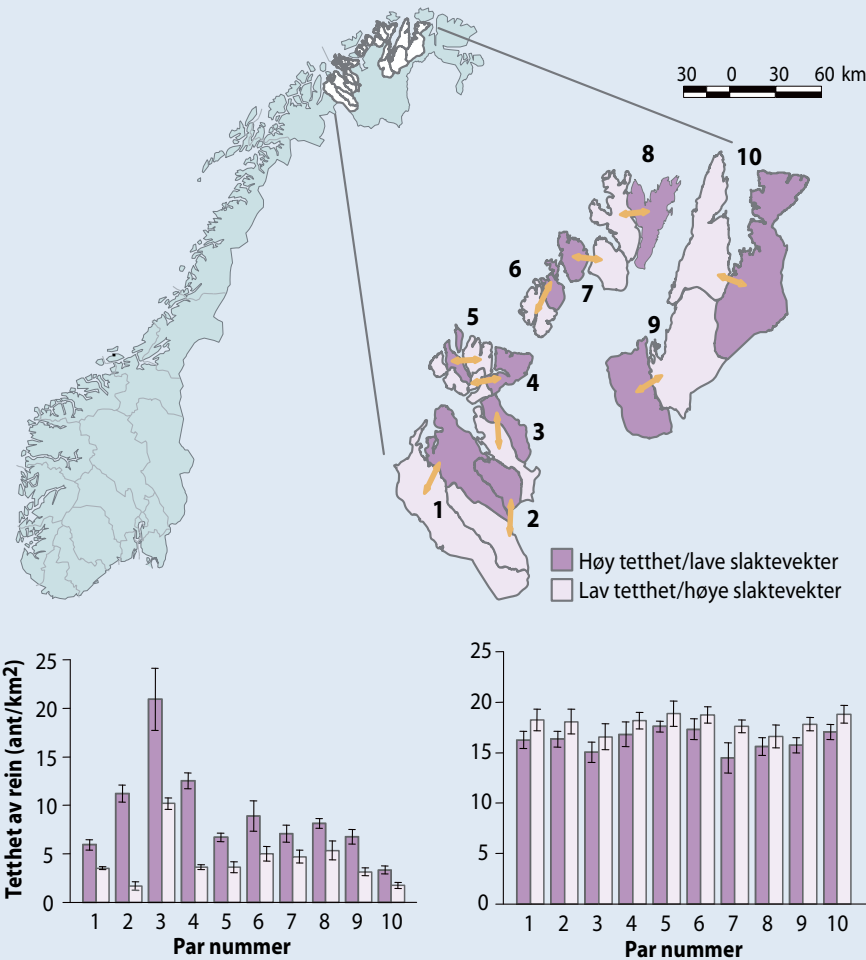 30 0 30 60 km
10
8
7
6
9
5
4
3
1
2
Høy tetthet/lave slaktevekter
Lav tetthet/høye slaktevekter
Tetthet av rein (ant/km2)
25
20
15
10
5
0
1 2 3 4 5 6 7 8 9 10
Par nummer
25
20
15
10
5
0
1 2 3 4 5 6 7 8 9 10
Par nummer